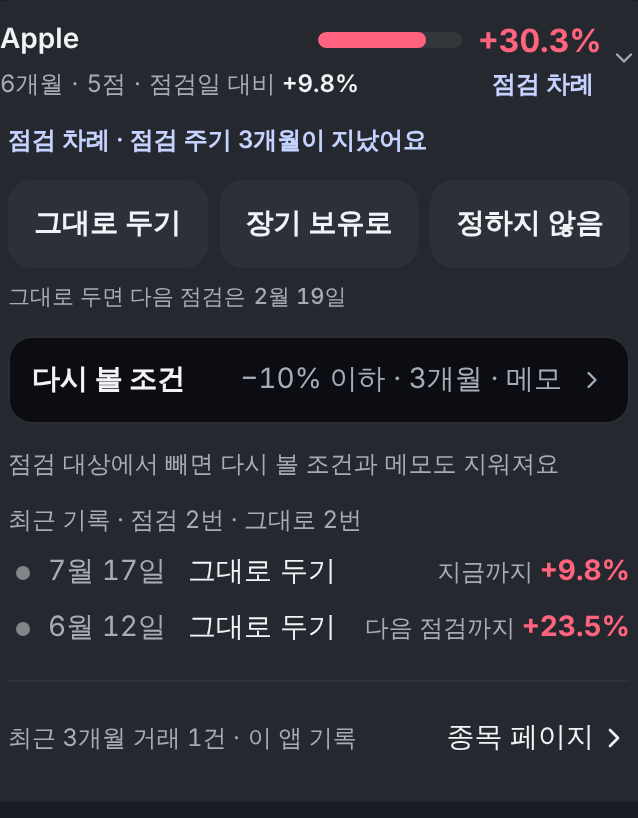 Apple +30.3%
6개월 · 5점 · 점검일 대비 +9.8% 점검 차례
점검 차례 · 점검 주기 3개월이 지났어요
그대로 두기 장기 보유로 정하지 않음
그대로 두면 다음 점검은 2월 19일
다시 볼 조건 −10% 이하 · 3개월 · 메모
점검 대상에서 빼면 다시 볼 조건과 메모도 지워져요
최근 기록 · 점검 2번 · 그대로 2번
7월 17일 그대로 두기 지금까지 +9.8%
6월 12일 그대로 두기 다음 점검까지 +23.5%
최근 3개월 거래 1건 · 이 앱 기록 종목 페이지